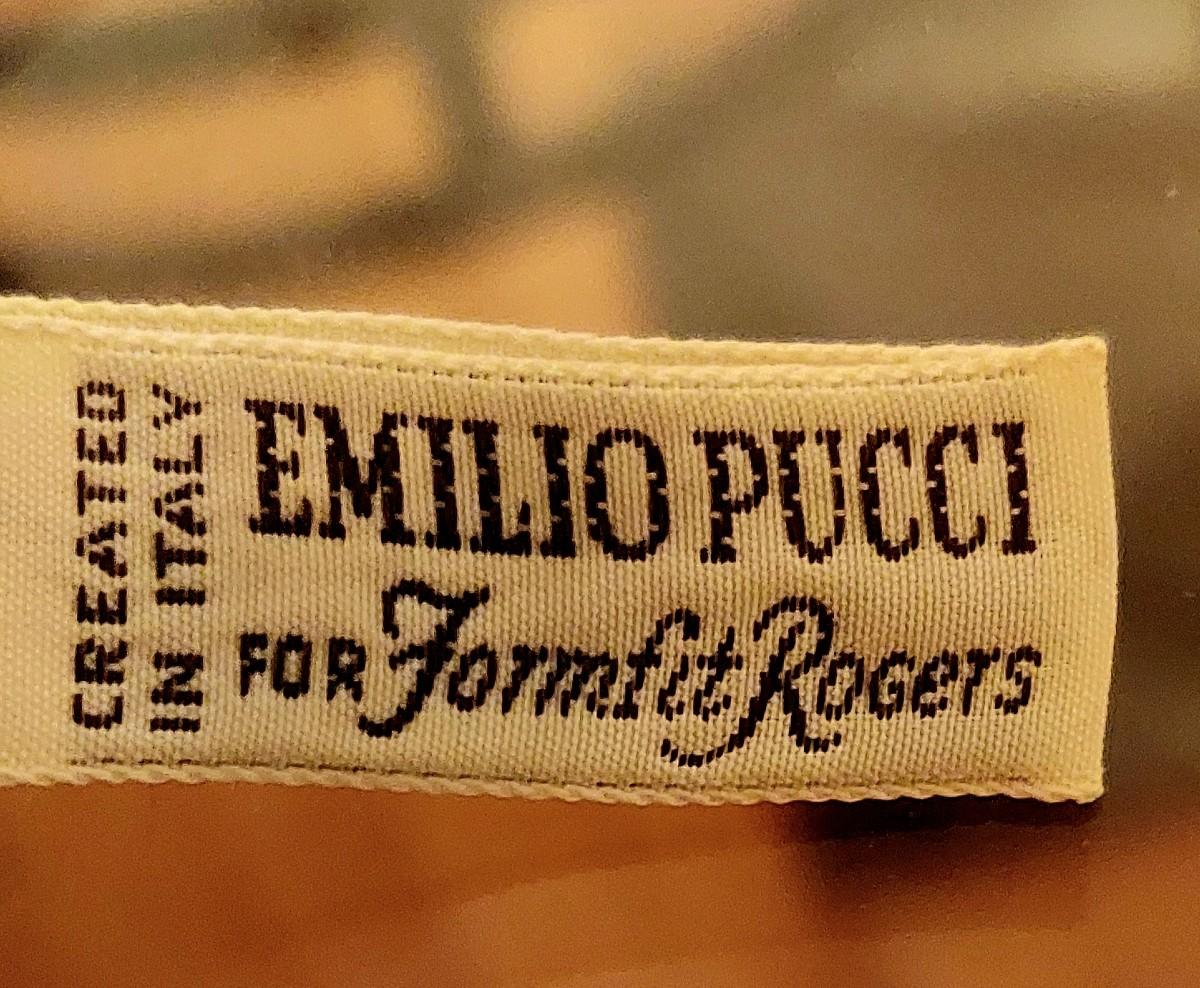 CREATED
IN ITALY
EMILIO PUCCI
FOR Formfit Rogers